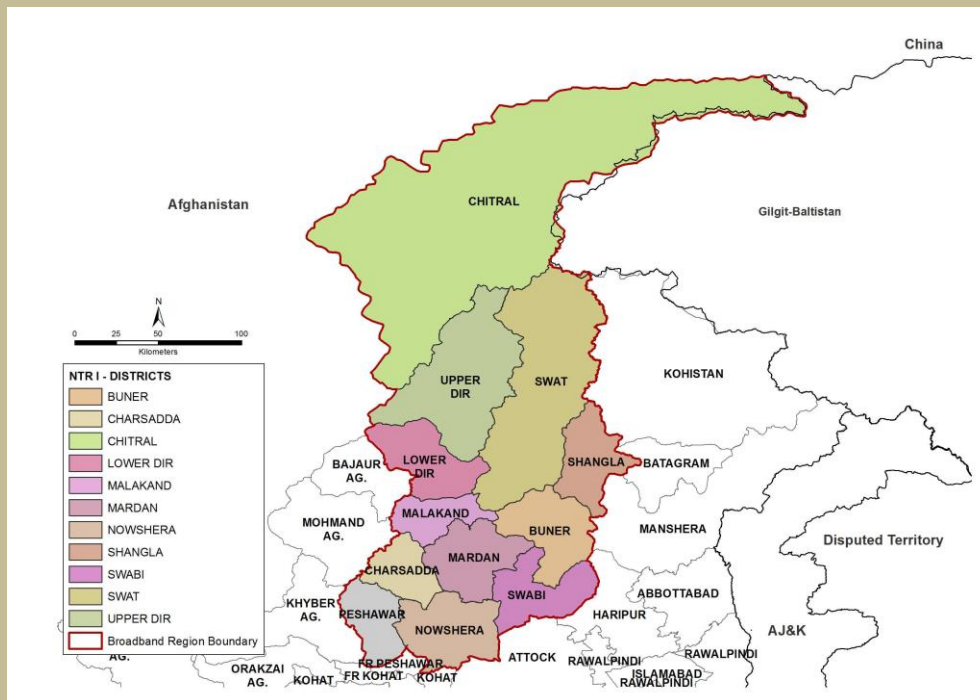 China
Afghanistan
CHITRAL
Gilgit-Baltistan
N
0 25 50 100
Kilometers
NTR I - DISTRICTS
BUNER
CHARSADDA
CHITRAL
LOWER DIR
MALAKAND
MARDAN
NOWSHERA
SHANGLA
SWABI
SWAT
UPPER DIR
Broadband Region Boundary
UPPER
DIR
SWAT
KOHISTAN
LOWER
DIR
SHANGLA
BATAGRAM
BAJAUR
AG.
MALAKAND
BUNER
MANSHERA
MOHMAND
AG.
MARDAN
Disputed Territory
CHARSADDA
SWABI
ABBOTTABAD
KHYBER
AG.
PESHAWAR
HARIPUR
NOWSHERA
AJ&K
ATTOCK
RAWALPINDI
RAWALPINDI
AG.
ORAKZAI
AG.
KOHAT
FR PESHAWAR
FR KOHAT
KOHAT
ISLAMABAD
RAWALPINDI